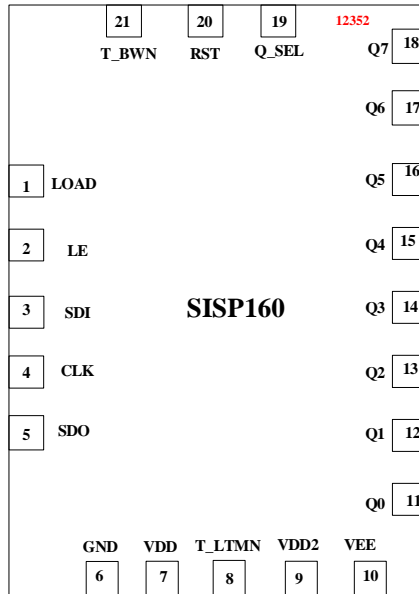 21 20 19 12352
T_BWN RST Q_SEL
Q7 18
Q6 17
Q5 16
1 LOAD
Q4 15
2 LE
3 SDI SISP160 Q3 14
4 CLK Q2 13
5 SDO Q1 12
Q0 11
GND VDD T_LTMN VDD2 VEE
6 7 8 9 10